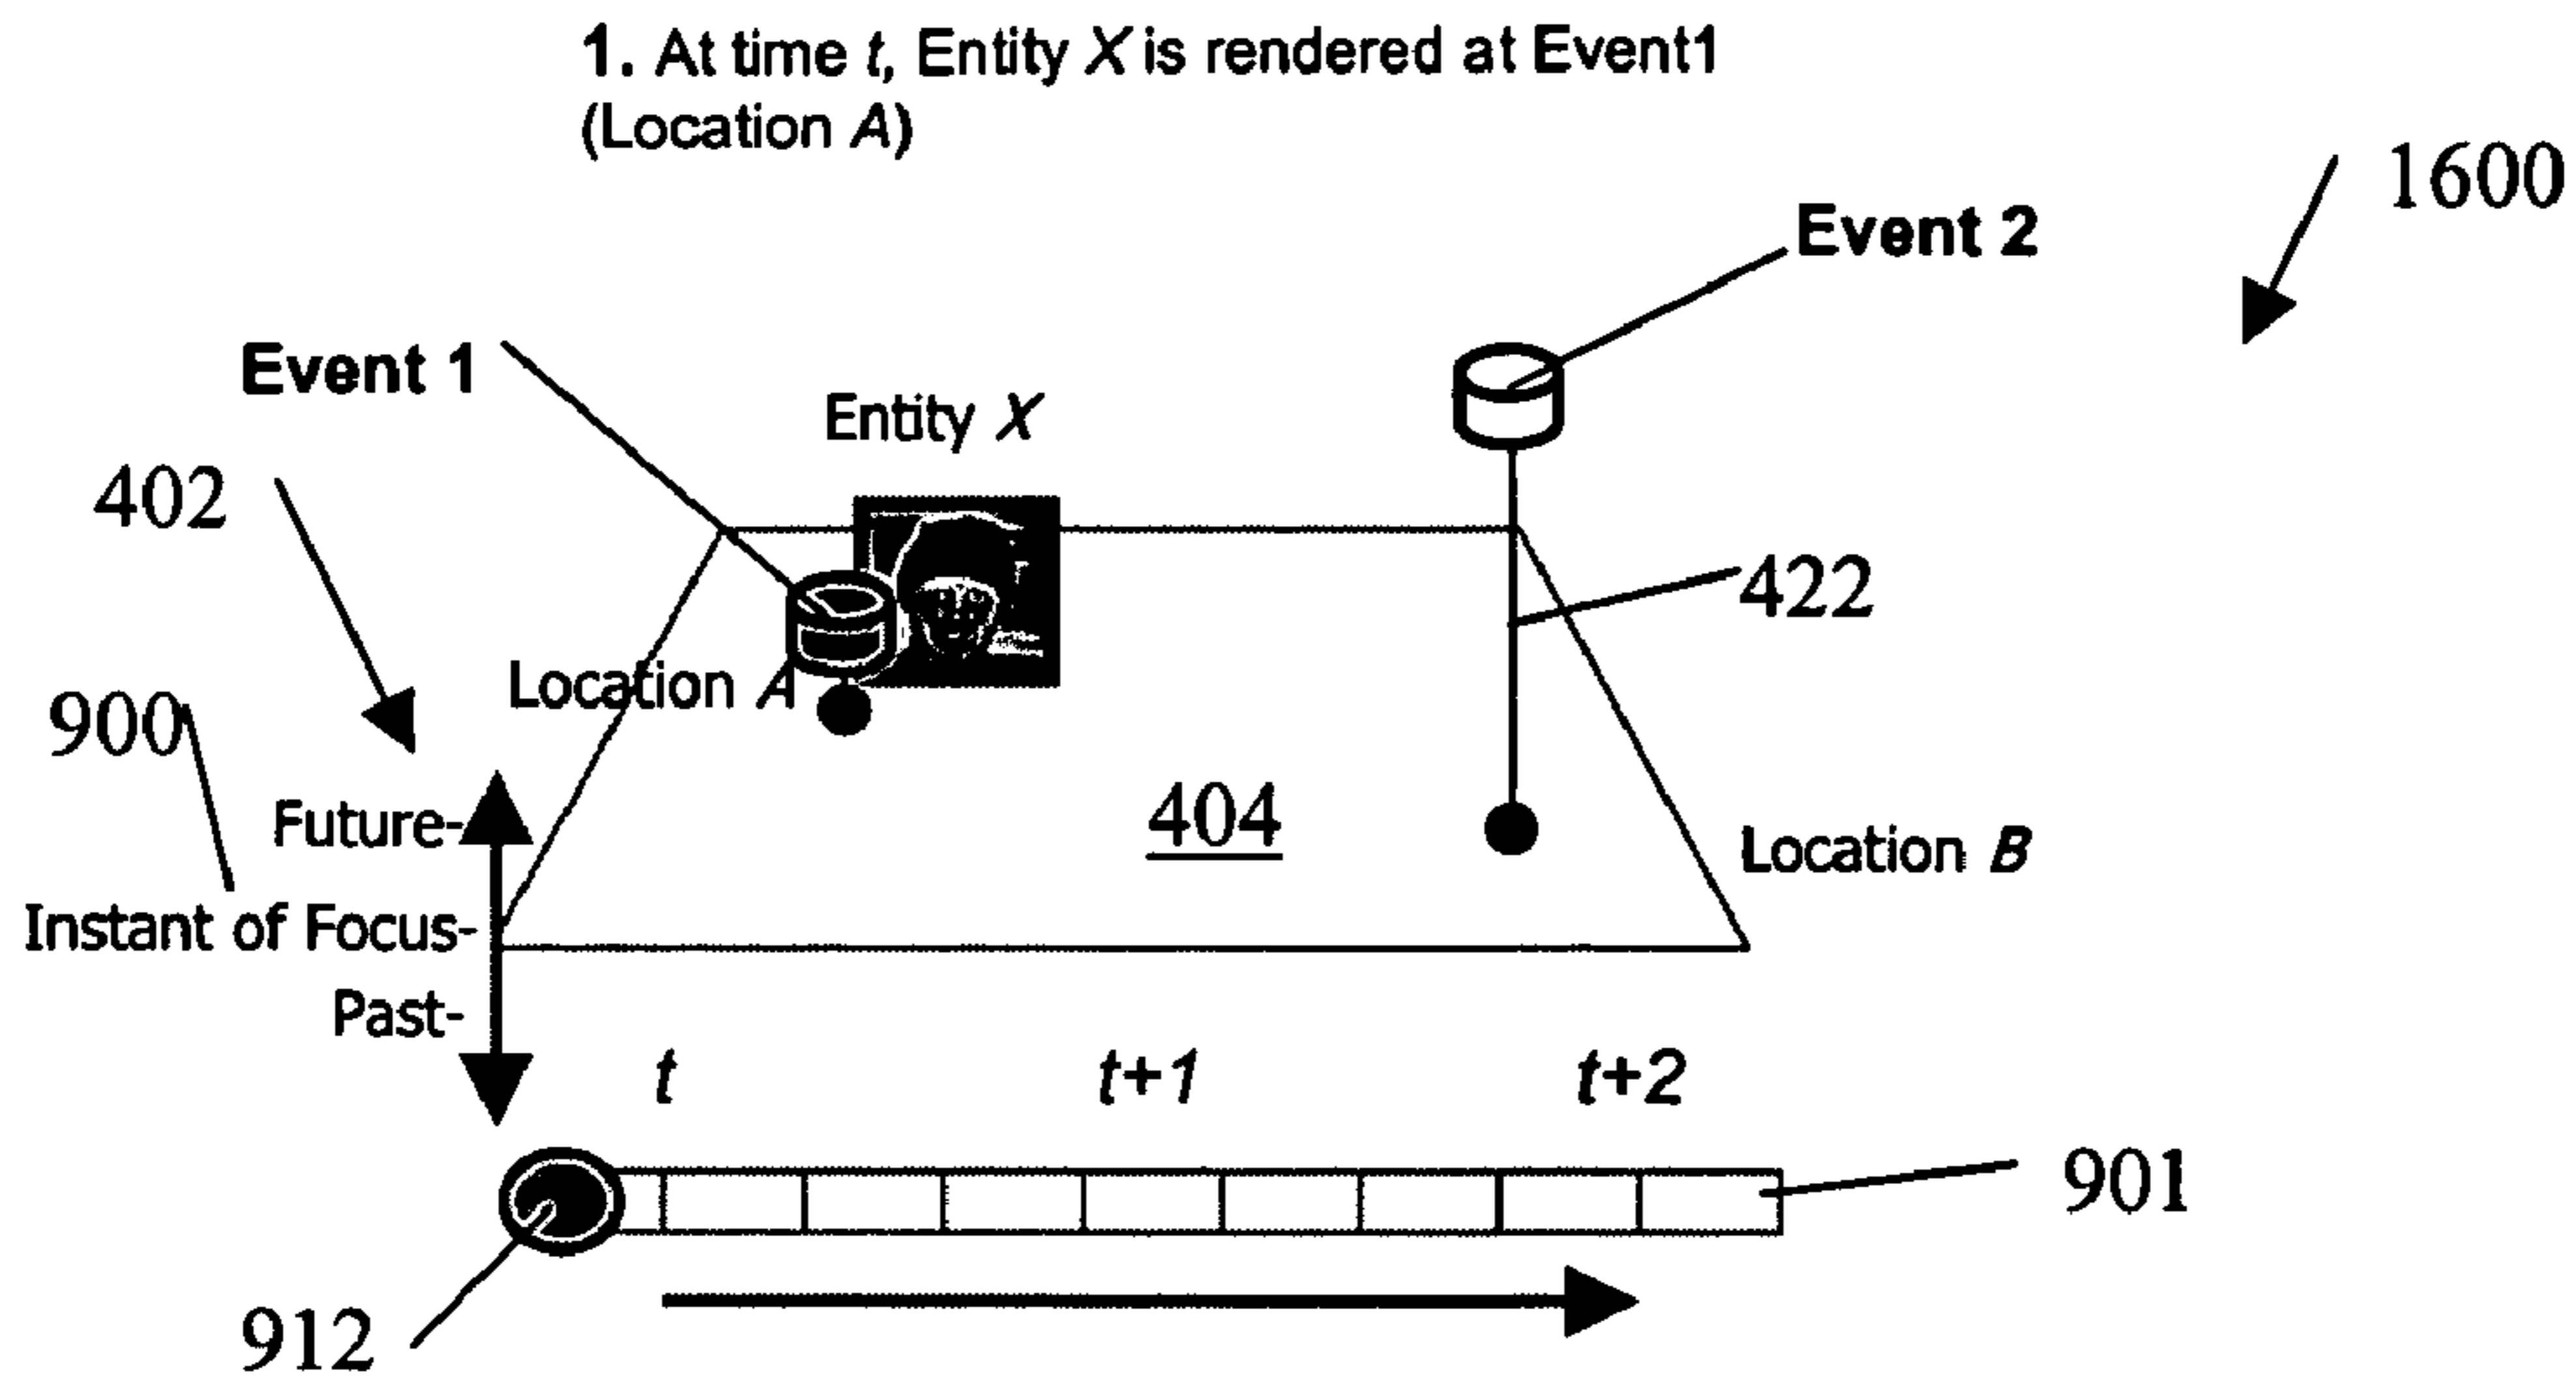 1. At time t, Entity X is rendered at Event1
(Location A)
1600
Event 2
Event 1
Entity X
402
422
Location A
900
404
Future-
Location B
Instant of Focus-
Past-
t t+1 t+2
901
912